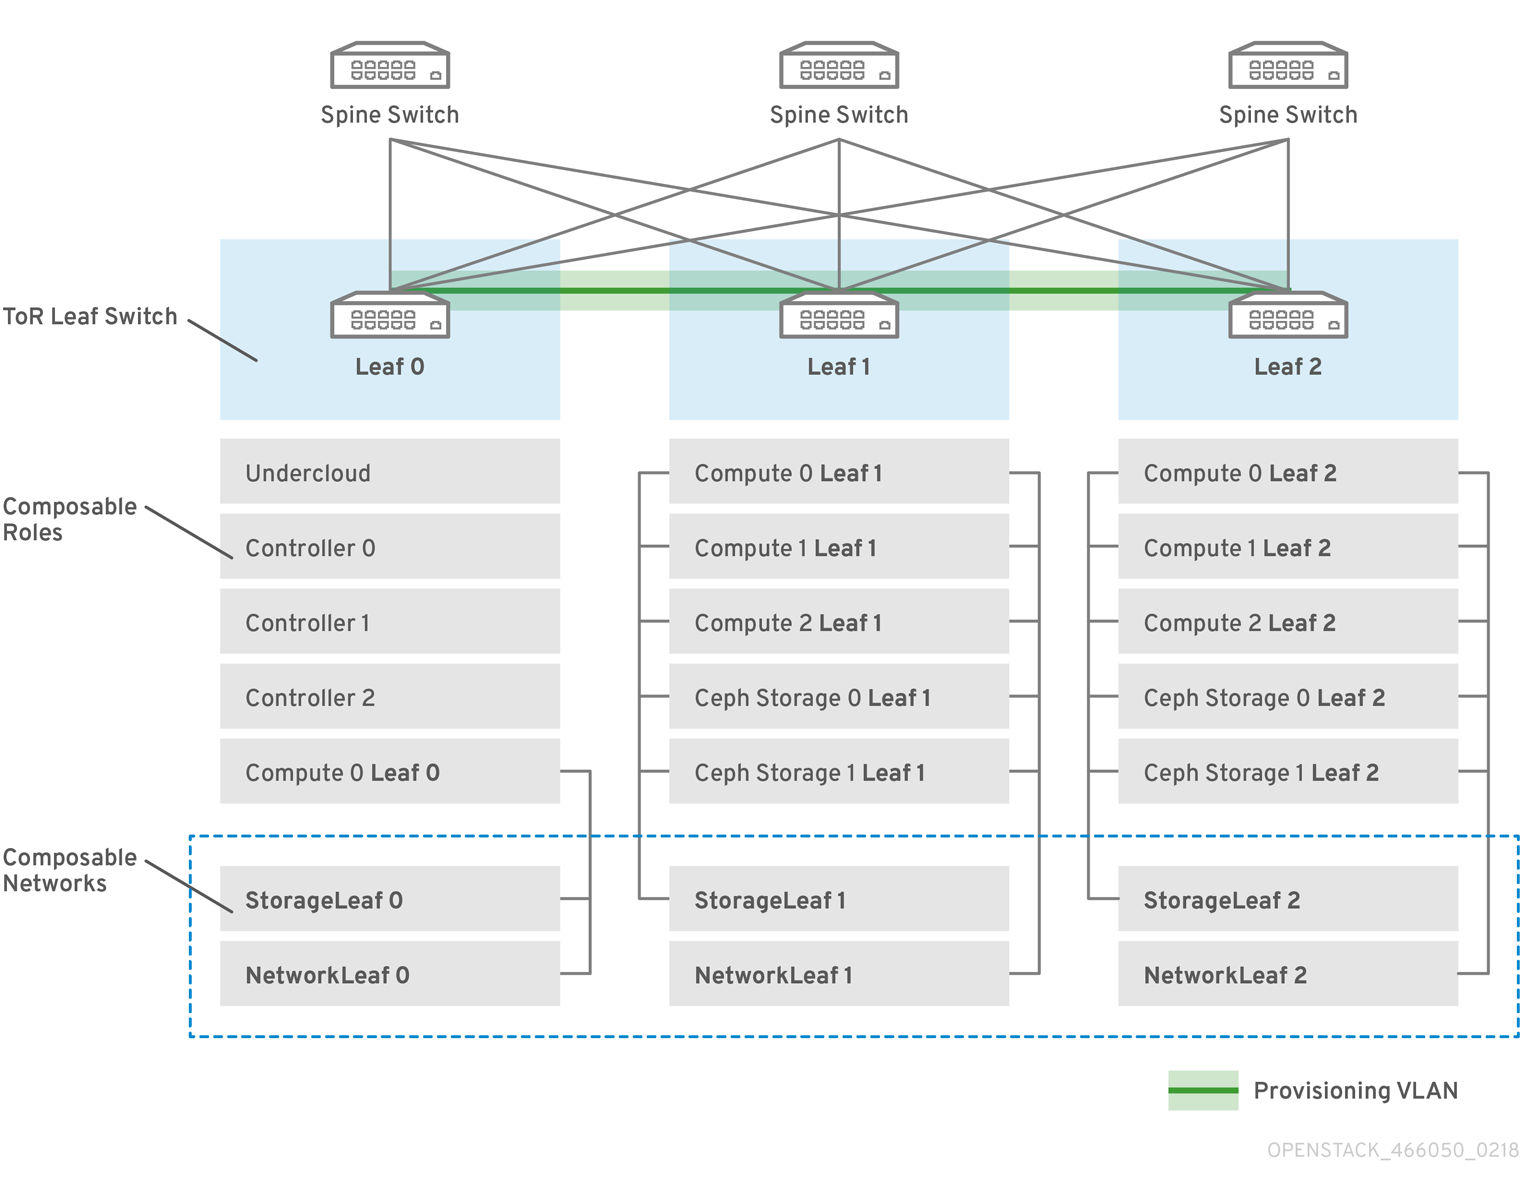 Spine Switch
Spine Switch
Spine Switch
ToR Leaf Switch
Leaf 0
Leaf 1
Leaf 2
Composable
Roles
Undercloud
Controller 0
Controller 1
Controller 2
Compute 0 Leaf 0
Compute 0 Leaf 1
Compute 1 Leaf 1
Compute 2 Leaf 1
Ceph Storage 0 Leaf 1
Ceph Storage 1 Leaf 1
Compute 0 Leaf 2
Compute 1 Leaf 2
Compute 2 Leaf 2
Ceph Storage 0 Leaf 2
Ceph Storage 1 Leaf 2
Composable
Networks
StorageLeaf 0
NetworkLeaf 0
StorageLeaf 1
NetworkLeaf 1
StorageLeaf 2
NetworkLeaf 2
Provisioning VLAN
OPENSTACK_466050_0218